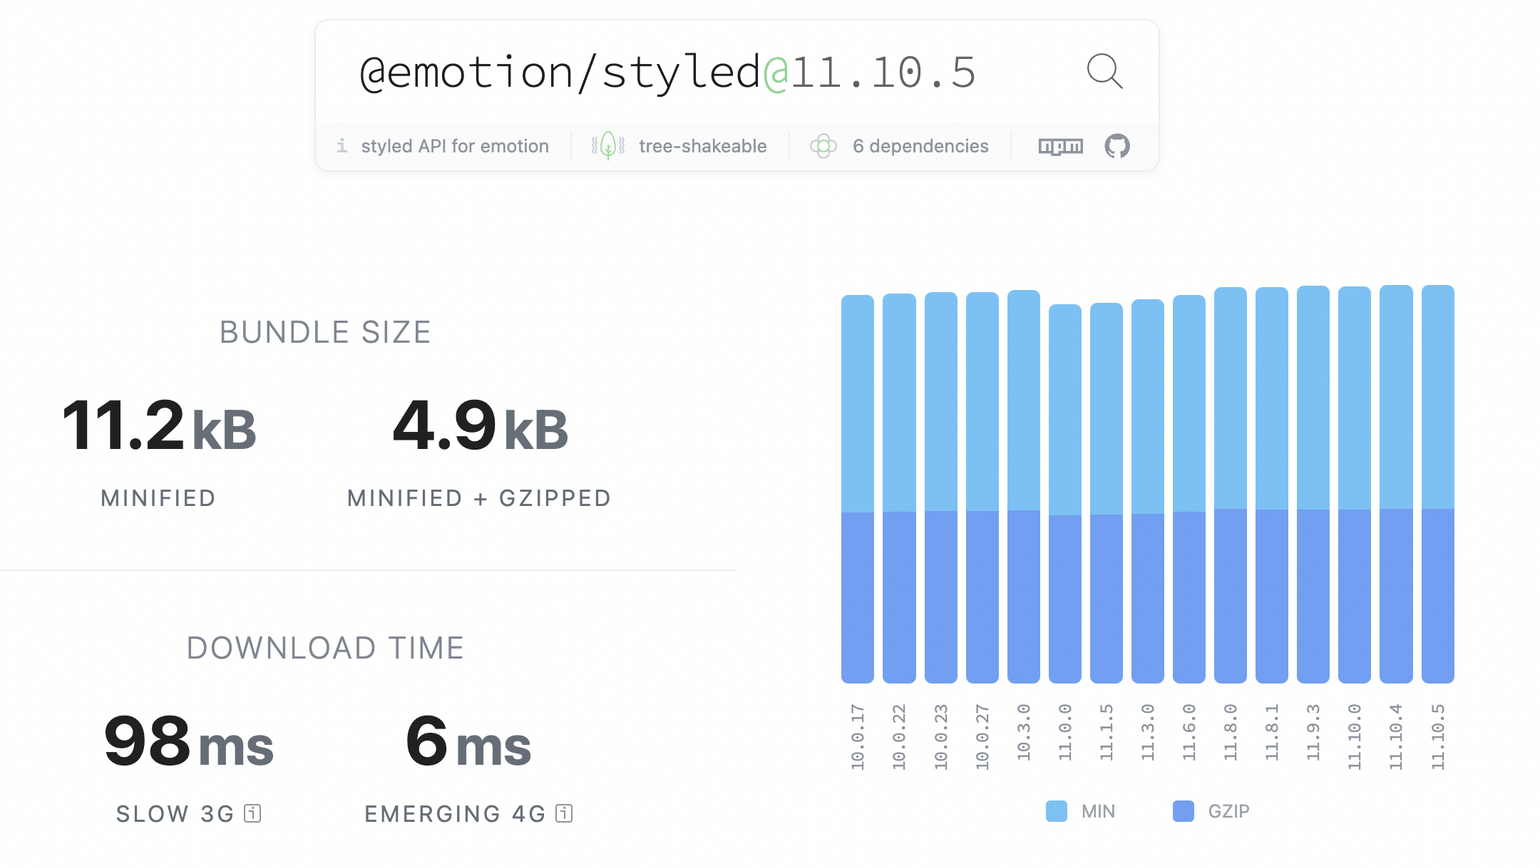 @emotion/styled@11.10.5
i styled API for emotion tree-shakeable 6 dependencies npm
BUNDLE SIZE
11.2 kB 4.9 kB
MINIFIED MINIFIED + GZIPPED
DOWNLOAD TIME
98 ms 6 ms
SLOW 3G i EMERGING 4G i
10.0.17 10.0.22 10.0.23 10.0.27 10.3.0 11.0.0 11.1.5 11.3.0 11.6.0 11.8.0 11.8.1 11.9.3 11.10.0 11.10.4 11.10.5
MIN GZIP